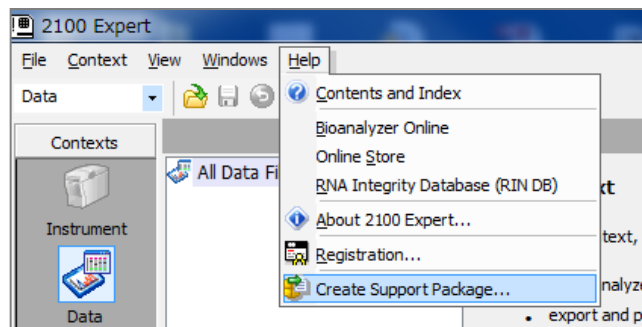 2100 Expert
File Context View Windows Help
Data
Contents and Index
Bioanalyzer Online
Online Store
RNA Integrity Database (RIN DB)
About 2100 Expert...
Registration...
Create Support Package...
Contexts
Instrument
Data
All Data Fi
text,
export and p